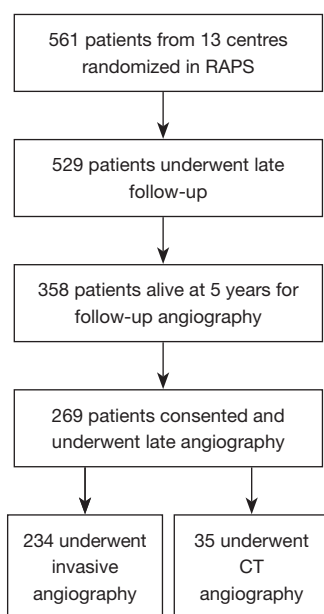 561 patients from 13 centres
randomized in RAPS
529 patients underwent late
follow-up
358 patients alive at 5 years for
follow-up angiography
269 patients consented and
underwent late angiography
234 underwent
invasive
angiography
35 underwent
CT
angiography